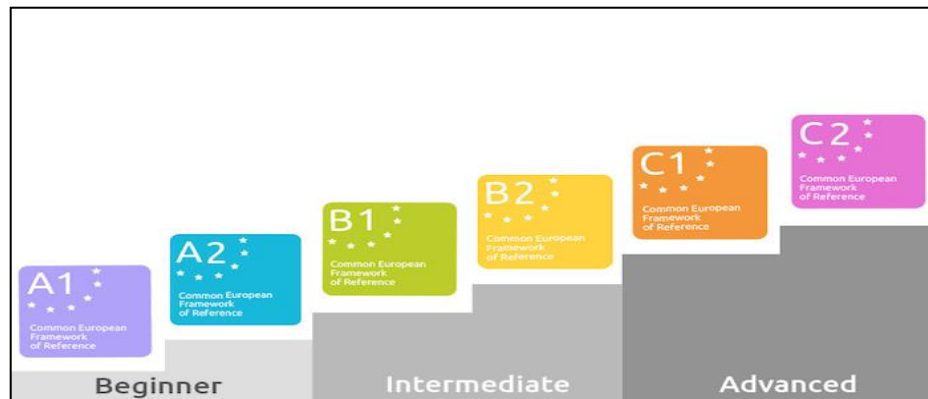 A1
Common European
Framework
of Reference
A2
Common European
Framework
of Reference
B1
Common European
Framework
of Reference
B2
Common European
Framework
of Reference
C1
Common European
Framework
of Reference
C2
Common European
Framework
of Reference
Beginner
Intermediate
Advanced